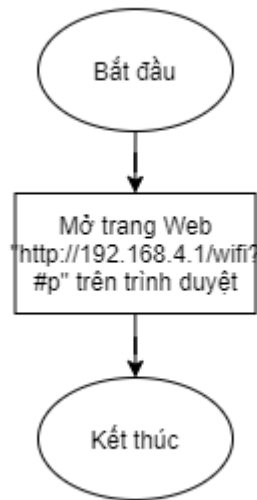 Bắt đầu
Mở trang Web
"http://192.168.4.1/wifi?
#p" trên trình duyệt
Kết thúc